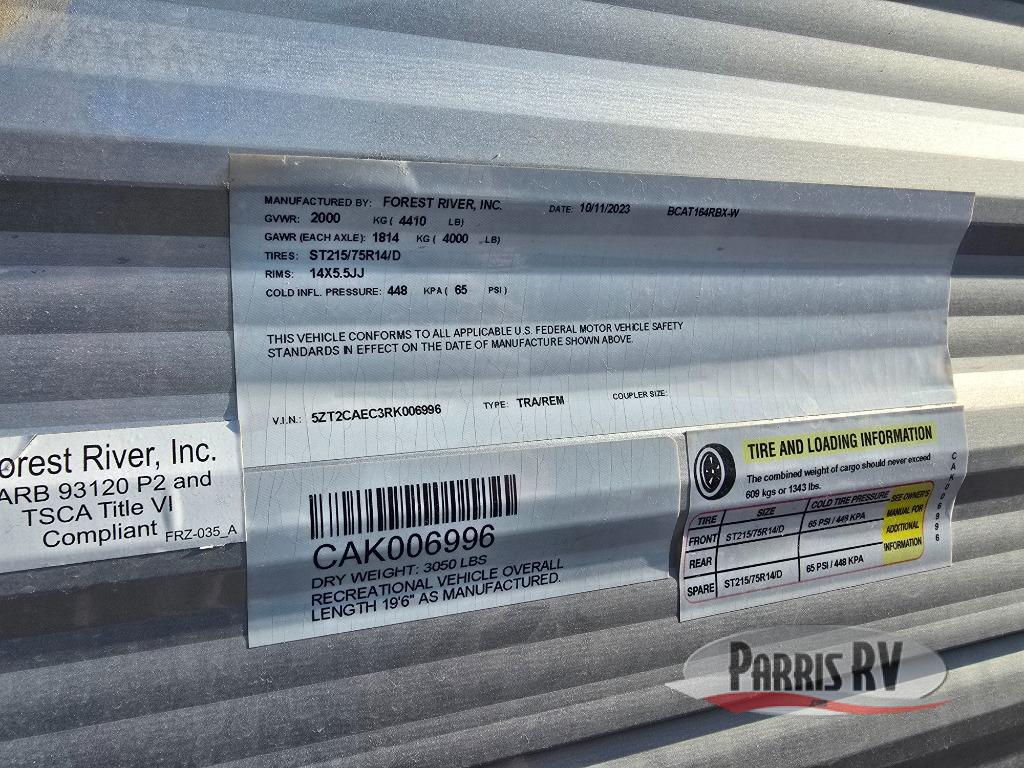 MANUFACTURED BY: FOREST RIVER, INC. DATE: 10/11/2023 BCAT164RBX-W
GVWR: 2000 KG ( 4410 LB)
GAWR (EACH AXLE): 1814 KG ( 4000 LB)
TIRES: ST215/75R14/D
RIMS: 14X5.5JJ
COLD INFL. PRESSURE: 448 KPA ( 65 PSI )
THIS VEHICLE CONFORMS TO ALL APPLICABLE U.S. FEDERAL MOTOR VEHICLE SAFETY
STANDARDS IN EFFECT ON THE DATE OF MANUFACTURE SHOWN ABOVE.
V.I.N.: 5ZT2CAEC3RK006996 TYPE: TRA/REM COUPLER SIZE:
orest River, Inc.
ARB 93120 P2 and
TSCA Title VI
Compliant FRZ-035_A
CAK006996
DRY WEIGHT: 3050 LBS
RECREATIONAL VEHICLE OVERALL
LENGTH 19'6" AS MANUFACTURED.
TIRE AND LOADING INFORMATION
The combined weight of cargo should never exceed
609 kgs or 1343 lbs.
TIRE SIZE COLD TIRE PRESSURE
FRONT ST215/75R14/D 65 PSI / 448 KPA
REAR
SPARE ST215/75R14/D 65 PSI / 448 KPA
SEE OWNER'S
MANUAL FOR
ADDITIONAL
INFORMATION
CAK006996
PARRIS RV